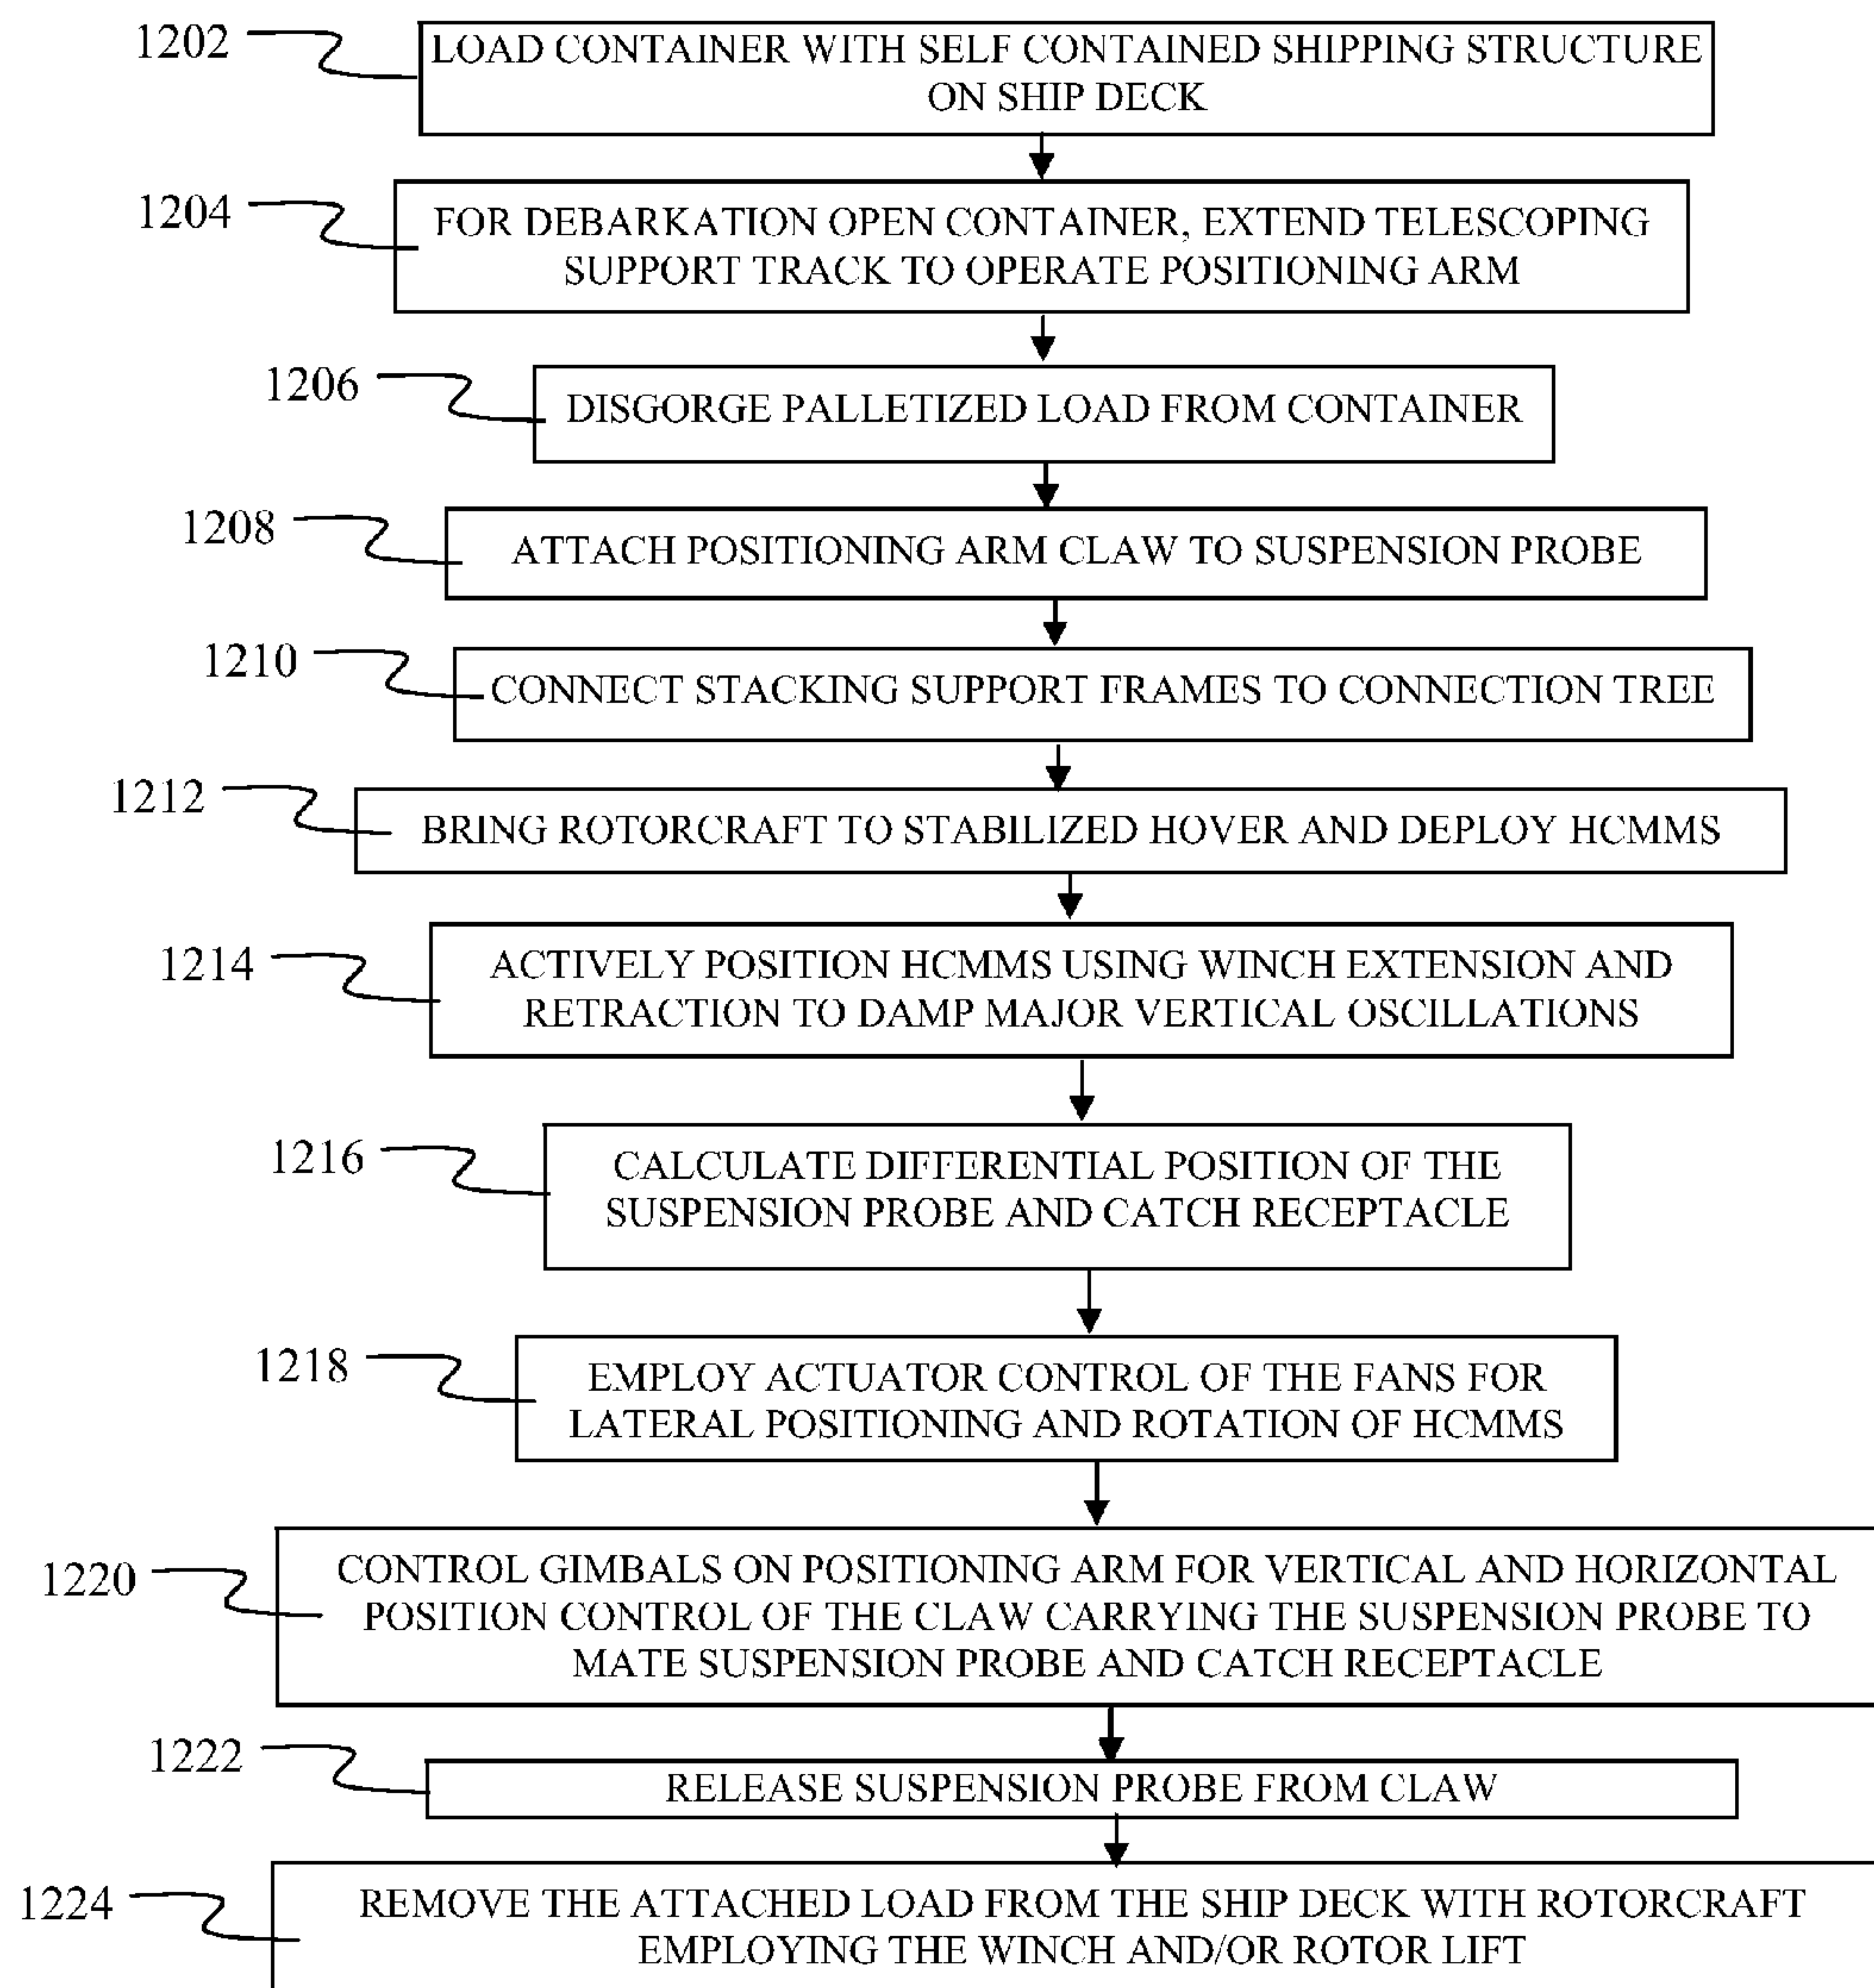 1202
LOAD CONTAINER WITH SELF CONTAINED SHIPPING STRUCTURE
ON SHIP DECK
1204
FOR DEBARKATION OPEN CONTAINER, EXTEND TELESCOPING
SUPPORT TRACK TO OPERATE POSITIONING ARM
1206
DISGORGE PALLETIZED LOAD FROM CONTAINER
1208
ATTACH POSITIONING ARM CLAW TO SUSPENSION PROBE
1210
CONNECT STACKING SUPPORT FRAMES TO CONNECTION TREE
1212
BRING ROTORCRAFT TO STABILIZED HOVER AND DEPLOY HCMMS
1214
ACTIVELY POSITION HCMMS USING WINCH EXTENSION AND
RETRACTION TO DAMP MAJOR VERTICAL OSCILLATIONS
1216
CALCULATE DIFFERENTIAL POSITION OF THE
SUSPENSION PROBE AND CATCH RECEPTACLE
1218
EMPLOY ACTUATOR CONTROL OF THE FANS FOR
LATERAL POSITIONING AND ROTATION OF HCMMS
1220
CONTROL GIMBALS ON POSITIONING ARM FOR VERTICAL AND HORIZONTAL
POSITION CONTROL OF THE CLAW CARRYING THE SUSPENSION PROBE TO
MATE SUSPENSION PROBE AND CATCH RECEPTACLE
1222
RELEASE SUSPENSION PROBE FROM CLAW
1224
REMOVE THE ATTACHED LOAD FROM THE SHIP DECK WITH ROTORCRAFT
EMPLOYING THE WINCH AND/OR ROTOR LIFT